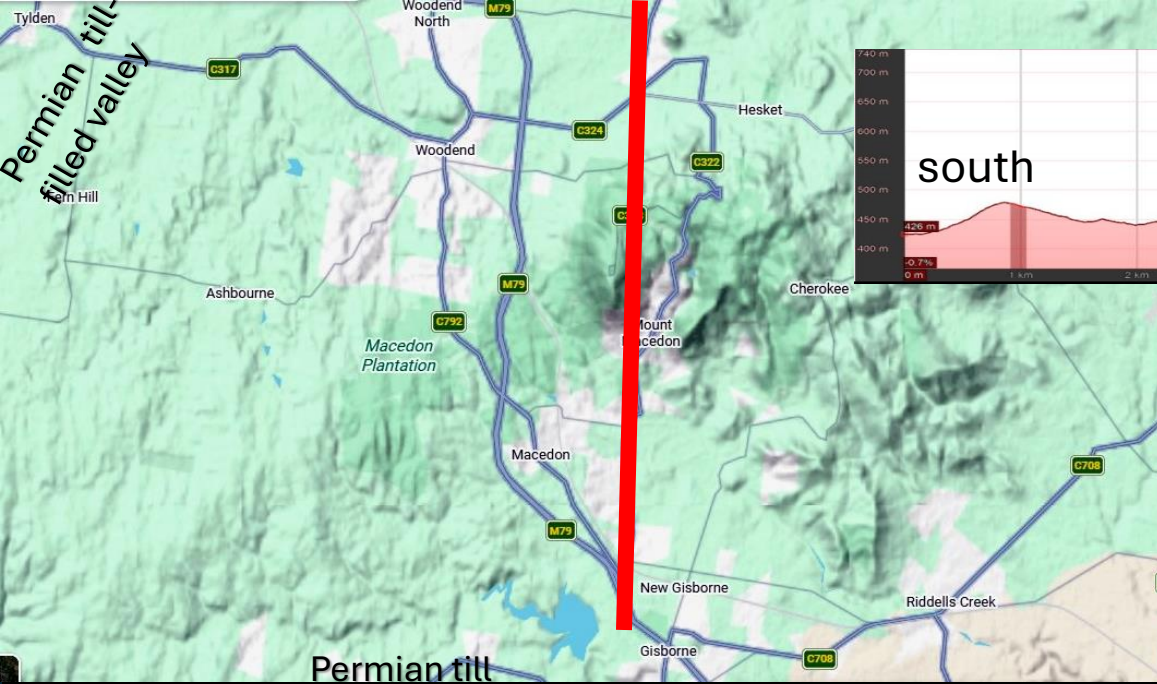 Tylden
Woodend
North
M79
Permian till-
filled valley
C317
Hesket
C324
Woodend
C322
Fern Hill
740 m
700 m
650 m
600 m
550 m
500 m
450 m
400 m
south
426 m
-0.7%
0 m
1 km
2 km
M79
Ashbourne
Cherokee
C792
Mount
Macedon
Macedon
Plantation
Macedon
C708
M79
New Gisborne
Riddells Creek
Gisborne
C708
Permian till